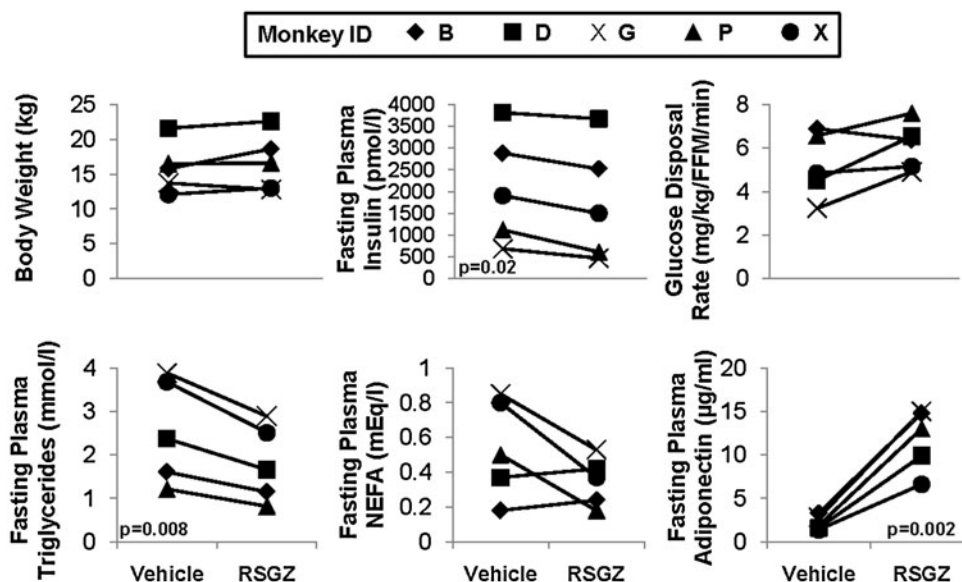 Monkey ID B D G P X
Body Weight (kg)
25
20
15
10
5
0
Fasting Plasma
Insulin (pmol/l)
4000
3500
3000
2500
2000
1500
1000
500
0
p=0.02
Glucose Disposal
Rate (mg/kg/FFM/min)
8
6
4
2
0
Fasting Plasma
Triglycerides (mmol/l)
4
3
2
1
0
p=0.008
Vehicle RSGZ
Fasting Plasma
NEFA (mEq/l)
1
0.8
0.6
0.4
0.2
0
Vehicle RSGZ
Fasting Plasma
Adiponectin (µg/ml)
20
15
10
5
0
p=0.002
Vehicle RSGZ